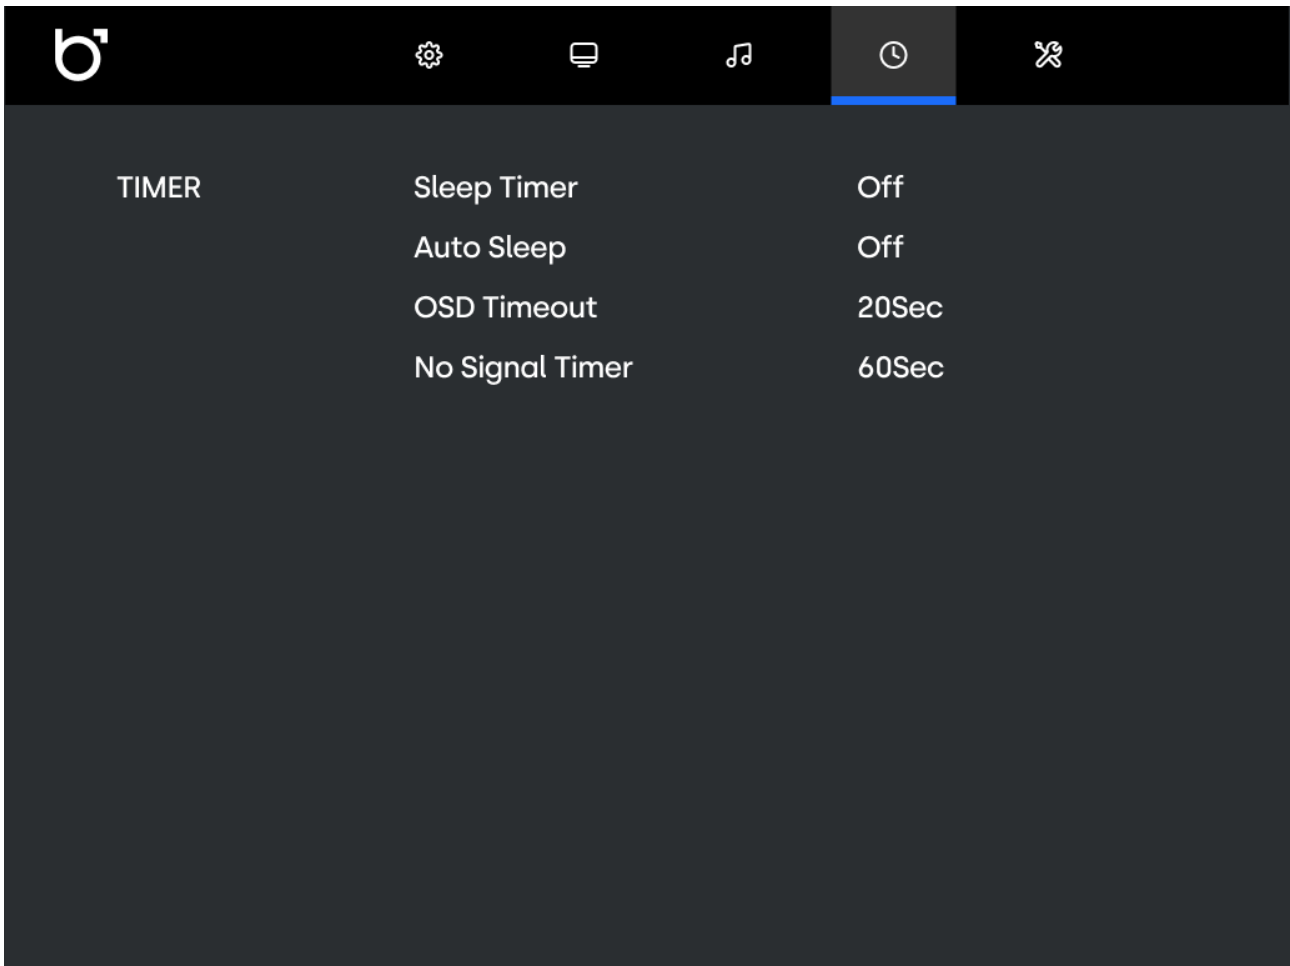 TIMER
Sleep Timer Off
Auto Sleep Off
OSD Timeout 20Sec
No Signal Timer 60Sec